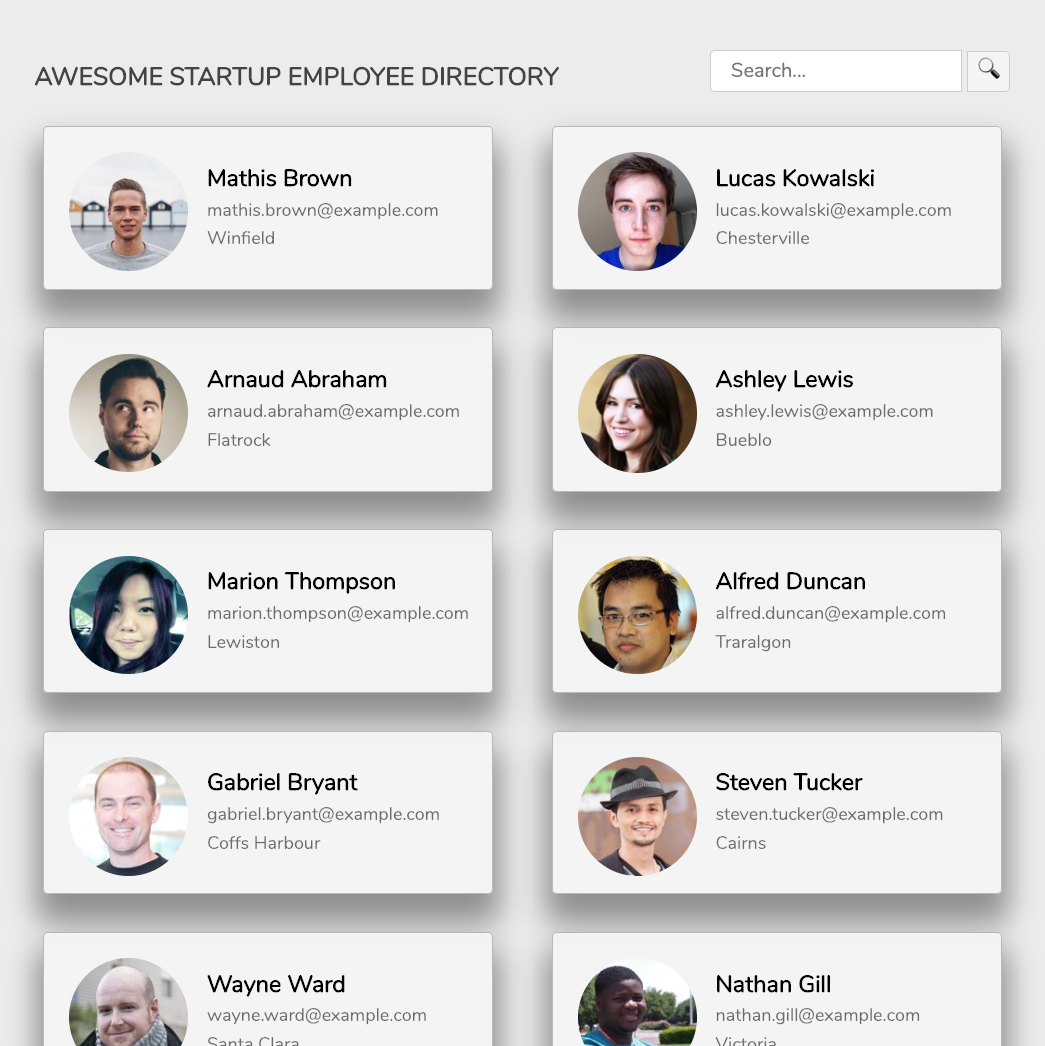 AWESOME STARTUP EMPLOYEE DIRECTORY
Search...
Mathis Brown
mathis.brown@example.com
Winfield
Lucas Kowalski
lucas.kowalski@example.com
Chesterville
Arnaud Abraham
arnaud.abraham@example.com
Flatrock
Ashley Lewis
ashley.lewis@example.com
Bueblo
Marion Thompson
marion.thompson@example.com
Lewiston
Alfred Duncan
alfred.duncan@example.com
Traralgon
Gabriel Bryant
gabriel.bryant@example.com
Coffs Harbour
Steven Tucker
steven.tucker@example.com
Cairns
Wayne Ward
wayne.ward@example.com
Santa Clara
Nathan Gill
nathan.gill@example.com
Victoria